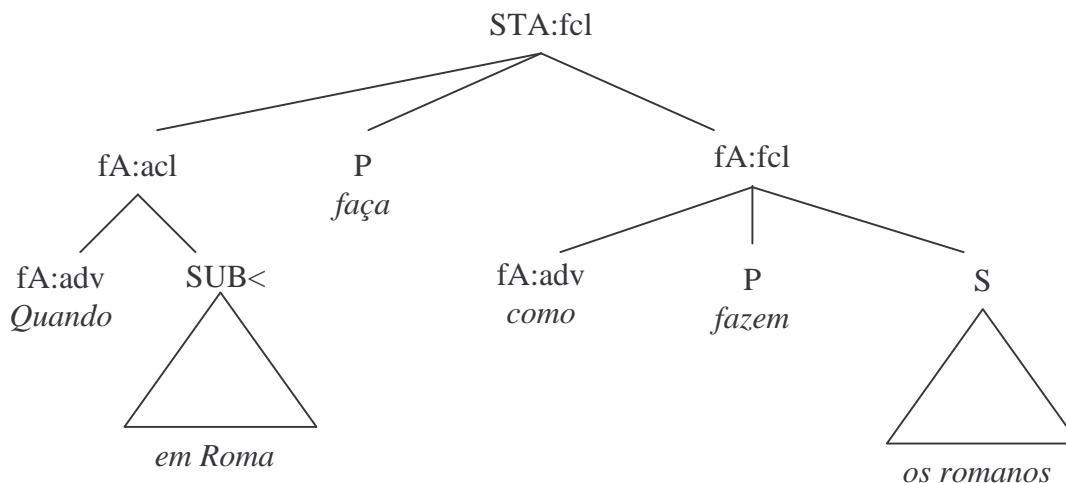 STA:fcl
fA:acl P fA:fcl
faça
fA:adv SUB< fA:adv P S
Quando como fazem
em Roma os romanos